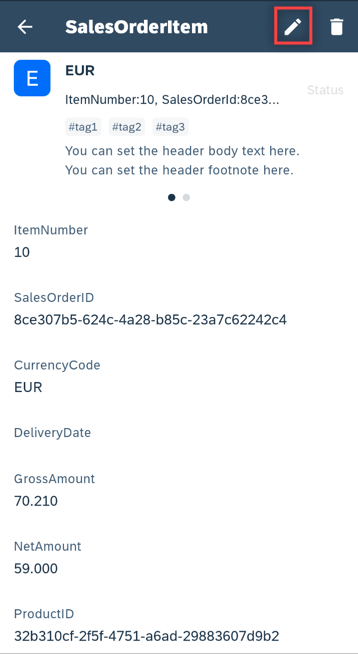 SalesOrderItem
E
EUR
ItemNumber:10, SalesOrderId:8ce3...
Status
#tag1 #tag2 #tag3
You can set the header body text here.
You can set the header footnote here.
ItemNumber
10
SalesOrderID
8ce307b5-624c-4a28-b85c-23a7c62242c4
CurrencyCode
EUR
DeliveryDate
GrossAmount
70.210
NetAmount
59.000
ProductID
32b310cf-2f5f-4751-a6ad-29883607d9b2